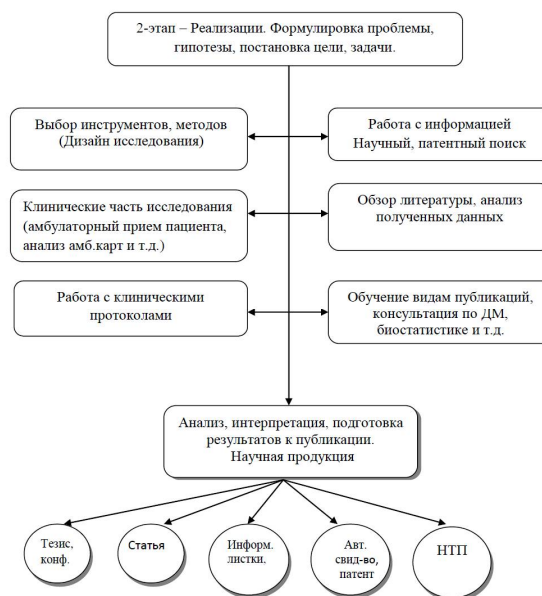 2-этап – Реализации. Формулировка проблемы,
гипотезы, постановка цели, задачи.
Выбор инструментов, методов
(Дизайн исследования)
Работа с информацией
Научный, патентный поиск
Клинические часть исследования
(амбулаторный прием пациента,
анализ амб.карт и т.д.)
Обзор литературы, анализ
полученных данных
Работа с клиническими
протоколами
Обучение видам публикаций,
консультация по ДМ,
биостатистике и т.д.
Анализ, интерпретация, подготовка
результатов к публикации.
Научная продукция
Тезис,
конф.
Статья
Информ.
листки,
Авт.
свид-во,
патент
НТП